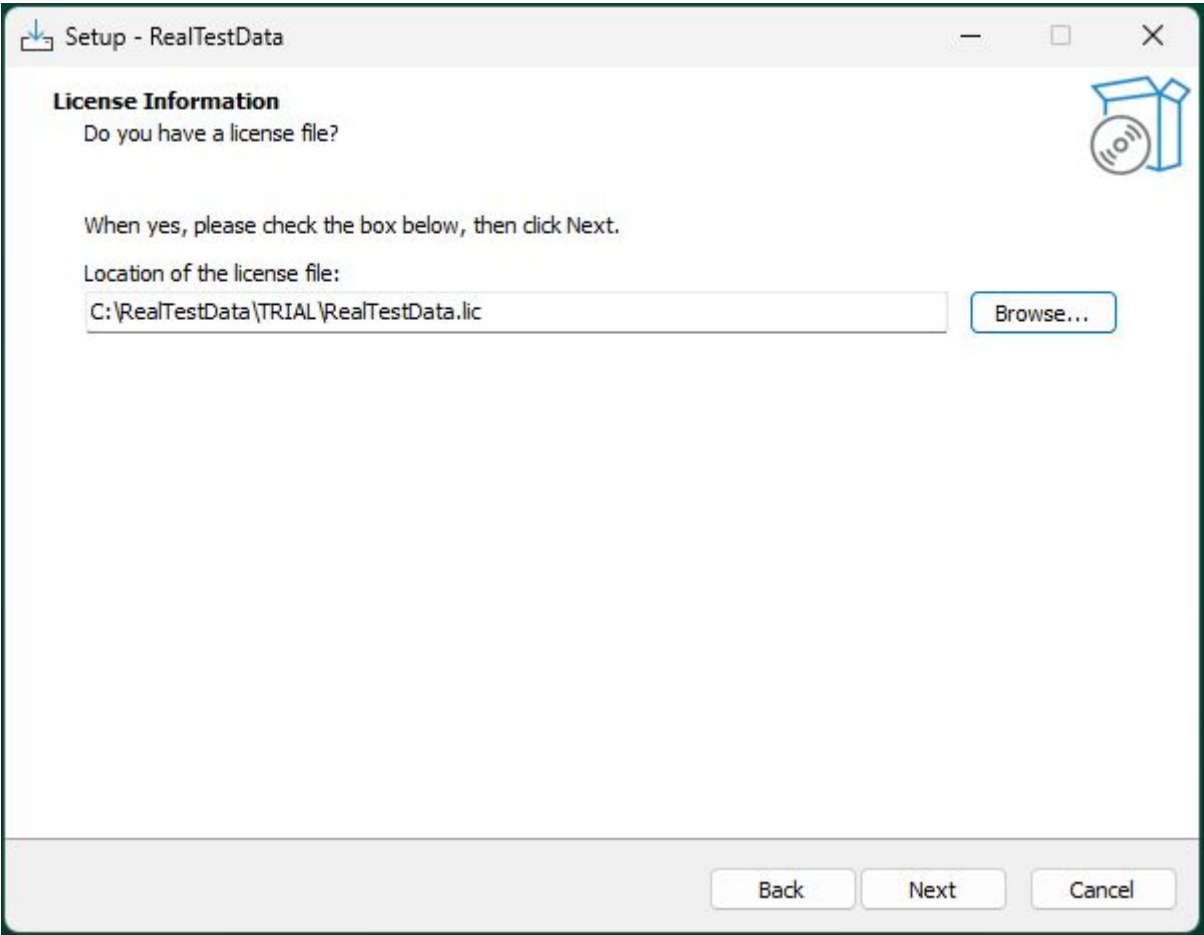 Setup - RealTestData
License Information
Do you have a license file?
When yes, please check the box below, then click Next.
Location of the license file:
C:\RealTestData\TRIAL\RealTestData.lic
Browse...
Back
Next
Cancel